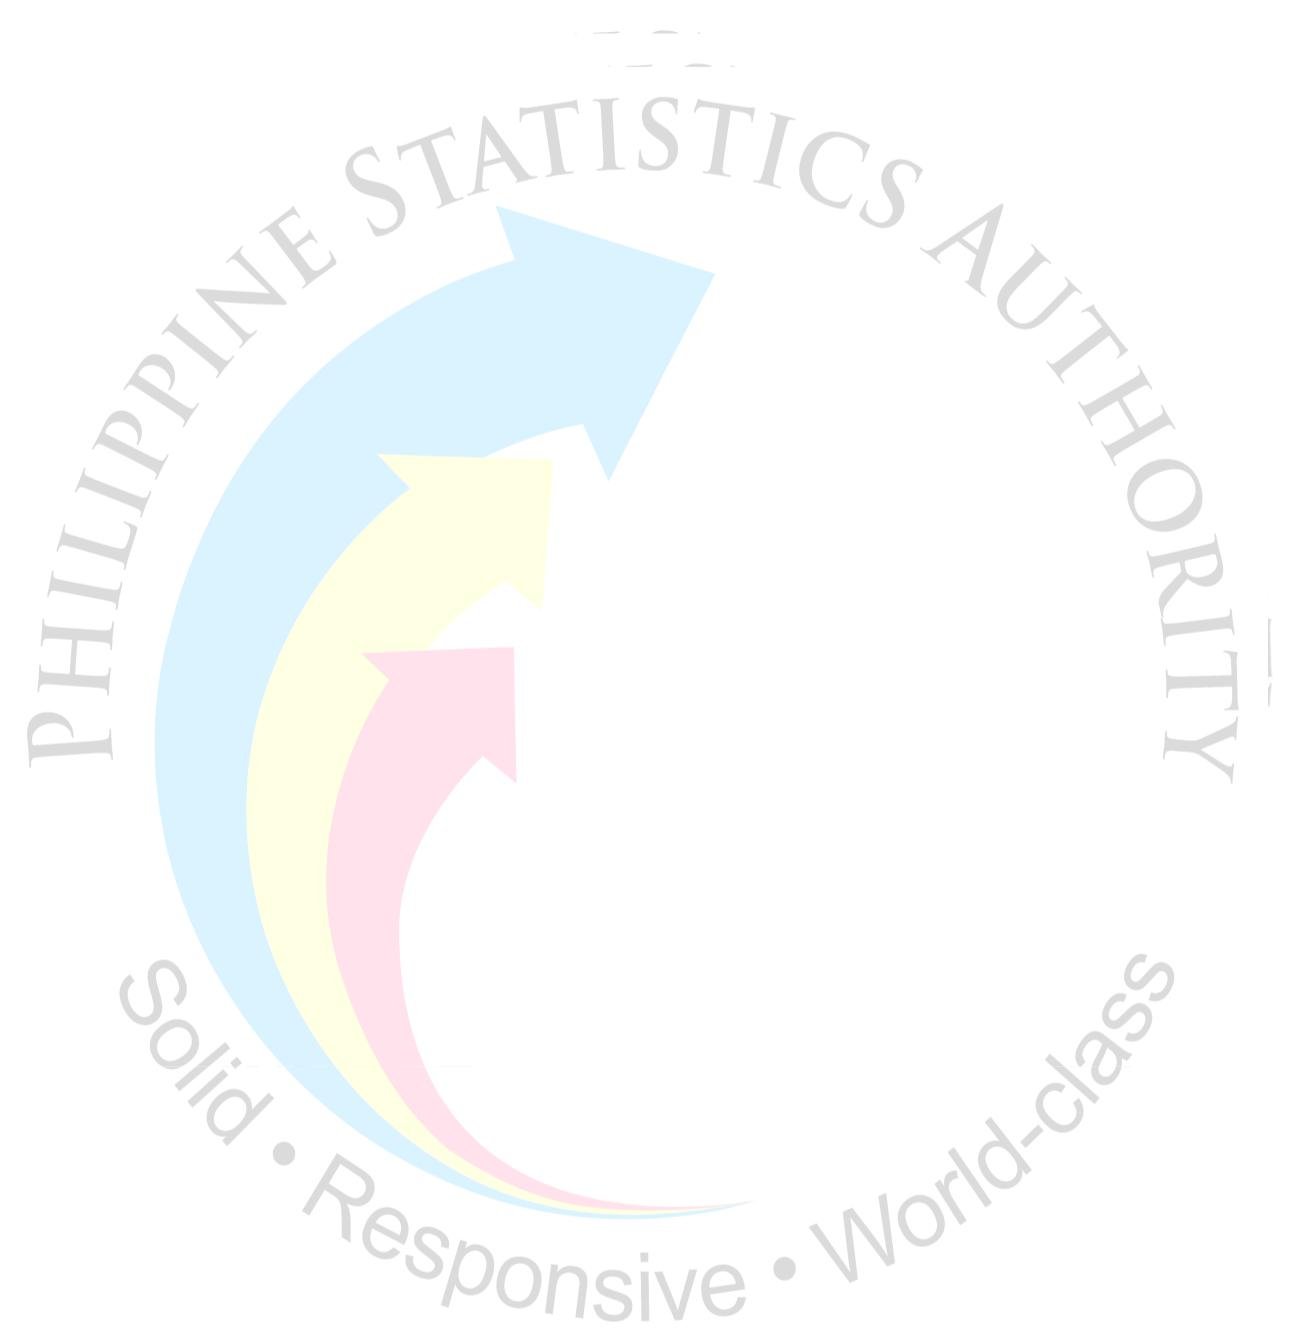 PHILIPPINE STATISTICS AUTHORITY
Solid • Responsive • World-class